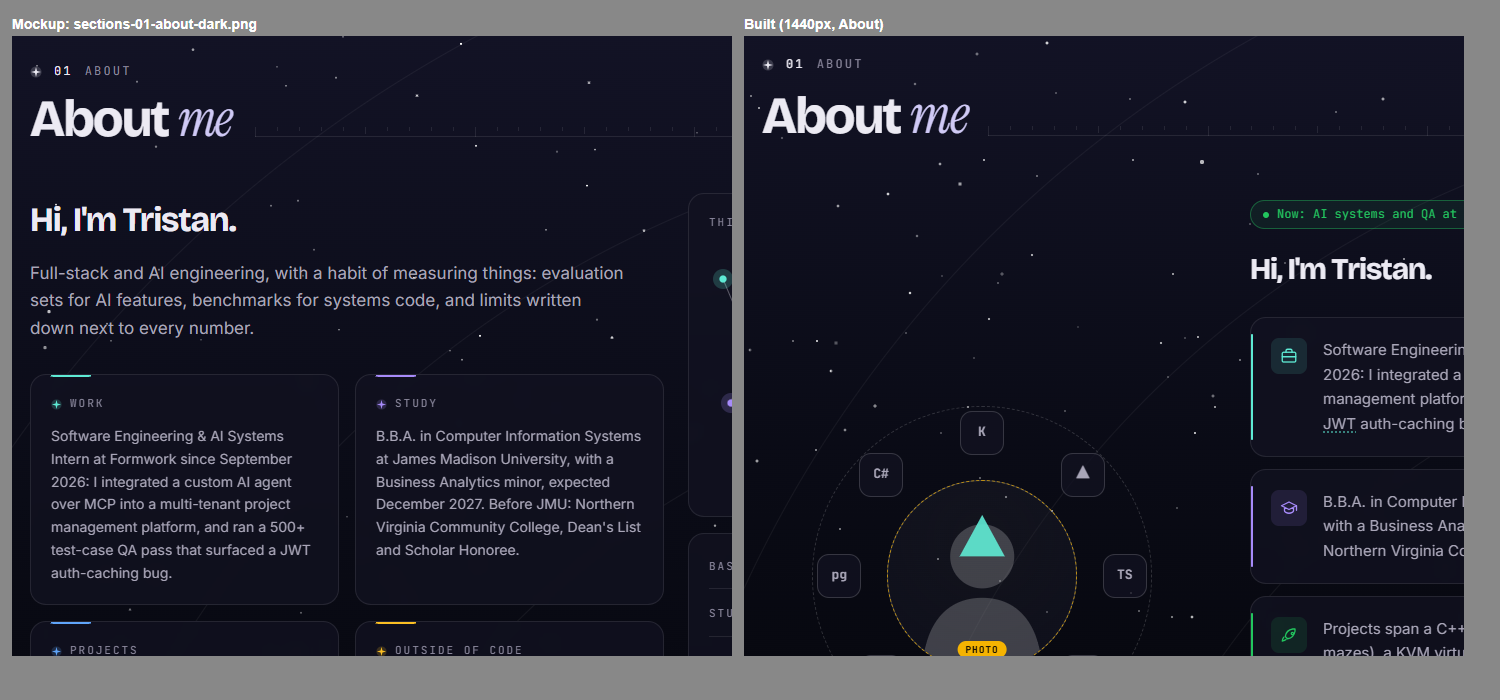 Mockup: sections-01-about-dark.png
01 ABOUT
About me
Hi, I'm Tristan.
Full-stack and AI engineering, with a habit of measuring things: evaluation
sets for AI features, benchmarks for systems code, and limits written
down next to every number.
WORK
Software Engineering & AI Systems
Intern at Formwork since September
2026: I integrated a custom AI agent
over MCP into a multi-tenant project
management platform, and ran a 500+
test-case QA pass that surfaced a JWT
auth-caching bug.
STUDY
B.B.A. in Computer Information Systems
at James Madison University, with a
Business Analytics minor, expected
December 2027. Before JMU: Northern
Virginia Community College, Dean's List
and Scholar Honoree.
PROJECTS
OUTSIDE OF CODE
THI
BAS
STU
Built (1440px, About)
01 ABOUT
About me
K
C#
pg
TS
PHOTO
Now: AI systems and QA at
Hi, I'm Tristan.
Software Engineerin
2026: I integrated a
management platfor
JWT auth-caching b
B.B.A. in Computer I
with a Business Ana
Northern Virginia Co
Projects span a C++
mazes), a KVM virtu